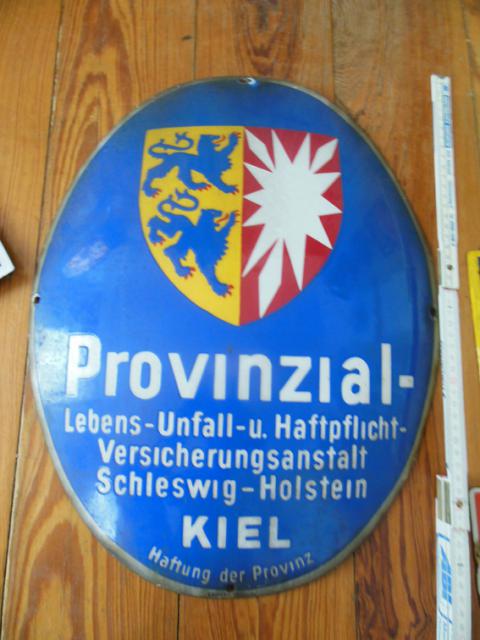 Provinzial-
Lebens-Unfall-u. Haftpflicht-
Versicherungsanstalt
Schleswig-Holstein
KIEL
Haftung der Provinz